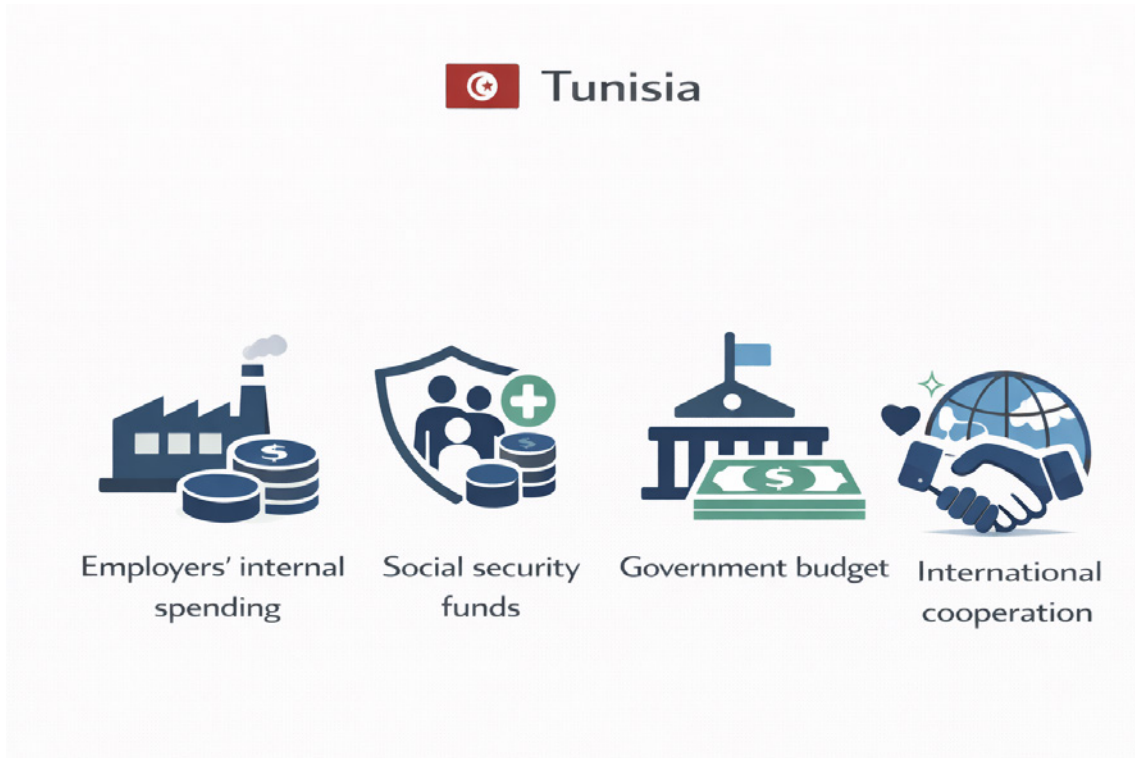 Tunisia
Employers' internal
spending
Social security
funds
Government budget
International
cooperation
$
$
$